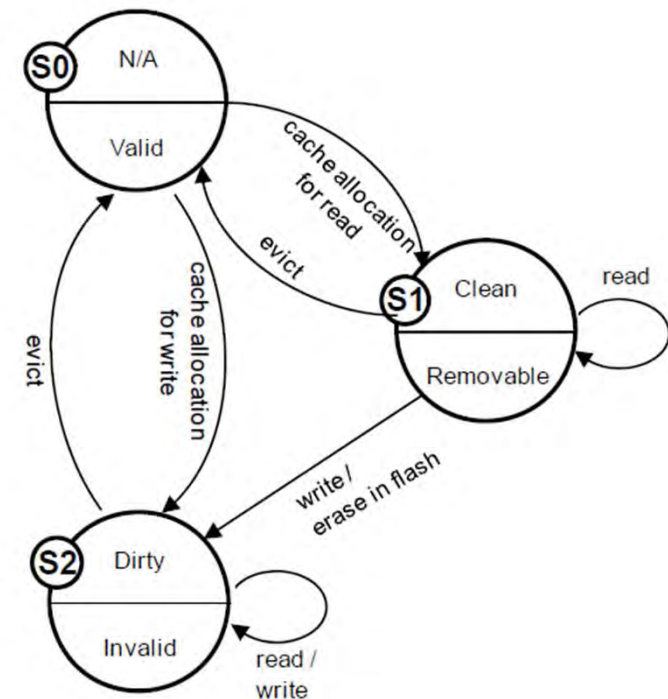 S0
N/A
Valid
cache allocation
for read
evict
S1
Clean
Removable
read
evict
cache allocation
for write
write /
erase in flash
S2
Dirty
Invalid
read /
write